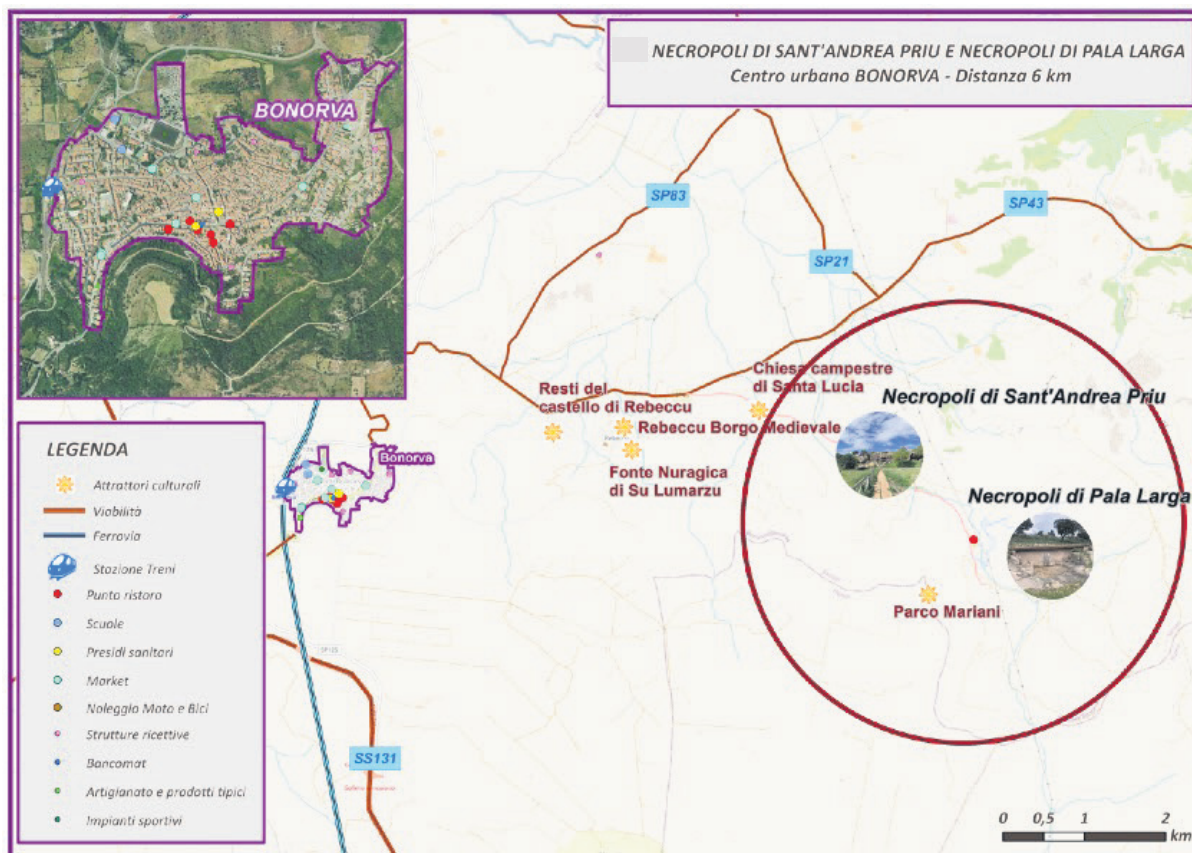 NECROPOLI DI SANT'ANDREA PRIU E NECROPOLI DI PALA LARGA
Centro urbano BONORVA - Distanza 6 km
BONORVA
SP83
SP43
SP21
Chiesa campestre
di Santa Lucia
Resti del
castello di Rebeccu
Rebeccu Borgo Medievale
Fonte Nuragica
di Su Lumarzu
Necropoli di Sant'Andrea Priu
Necropoli di Pala Larga
Parco Mariani
Bonorva
SS131
LEGENDA
Attrattori culturali
Viabilità
Ferrovia
Stazione Treni
Punto ristoro
Scuole
Presidi sanitari
Market
Noleggio Moto e Bici
Strutture ricettive
Bancomat
Artigianato e prodotti tipici
Impianti sportivi
0 0,5 1 2
km